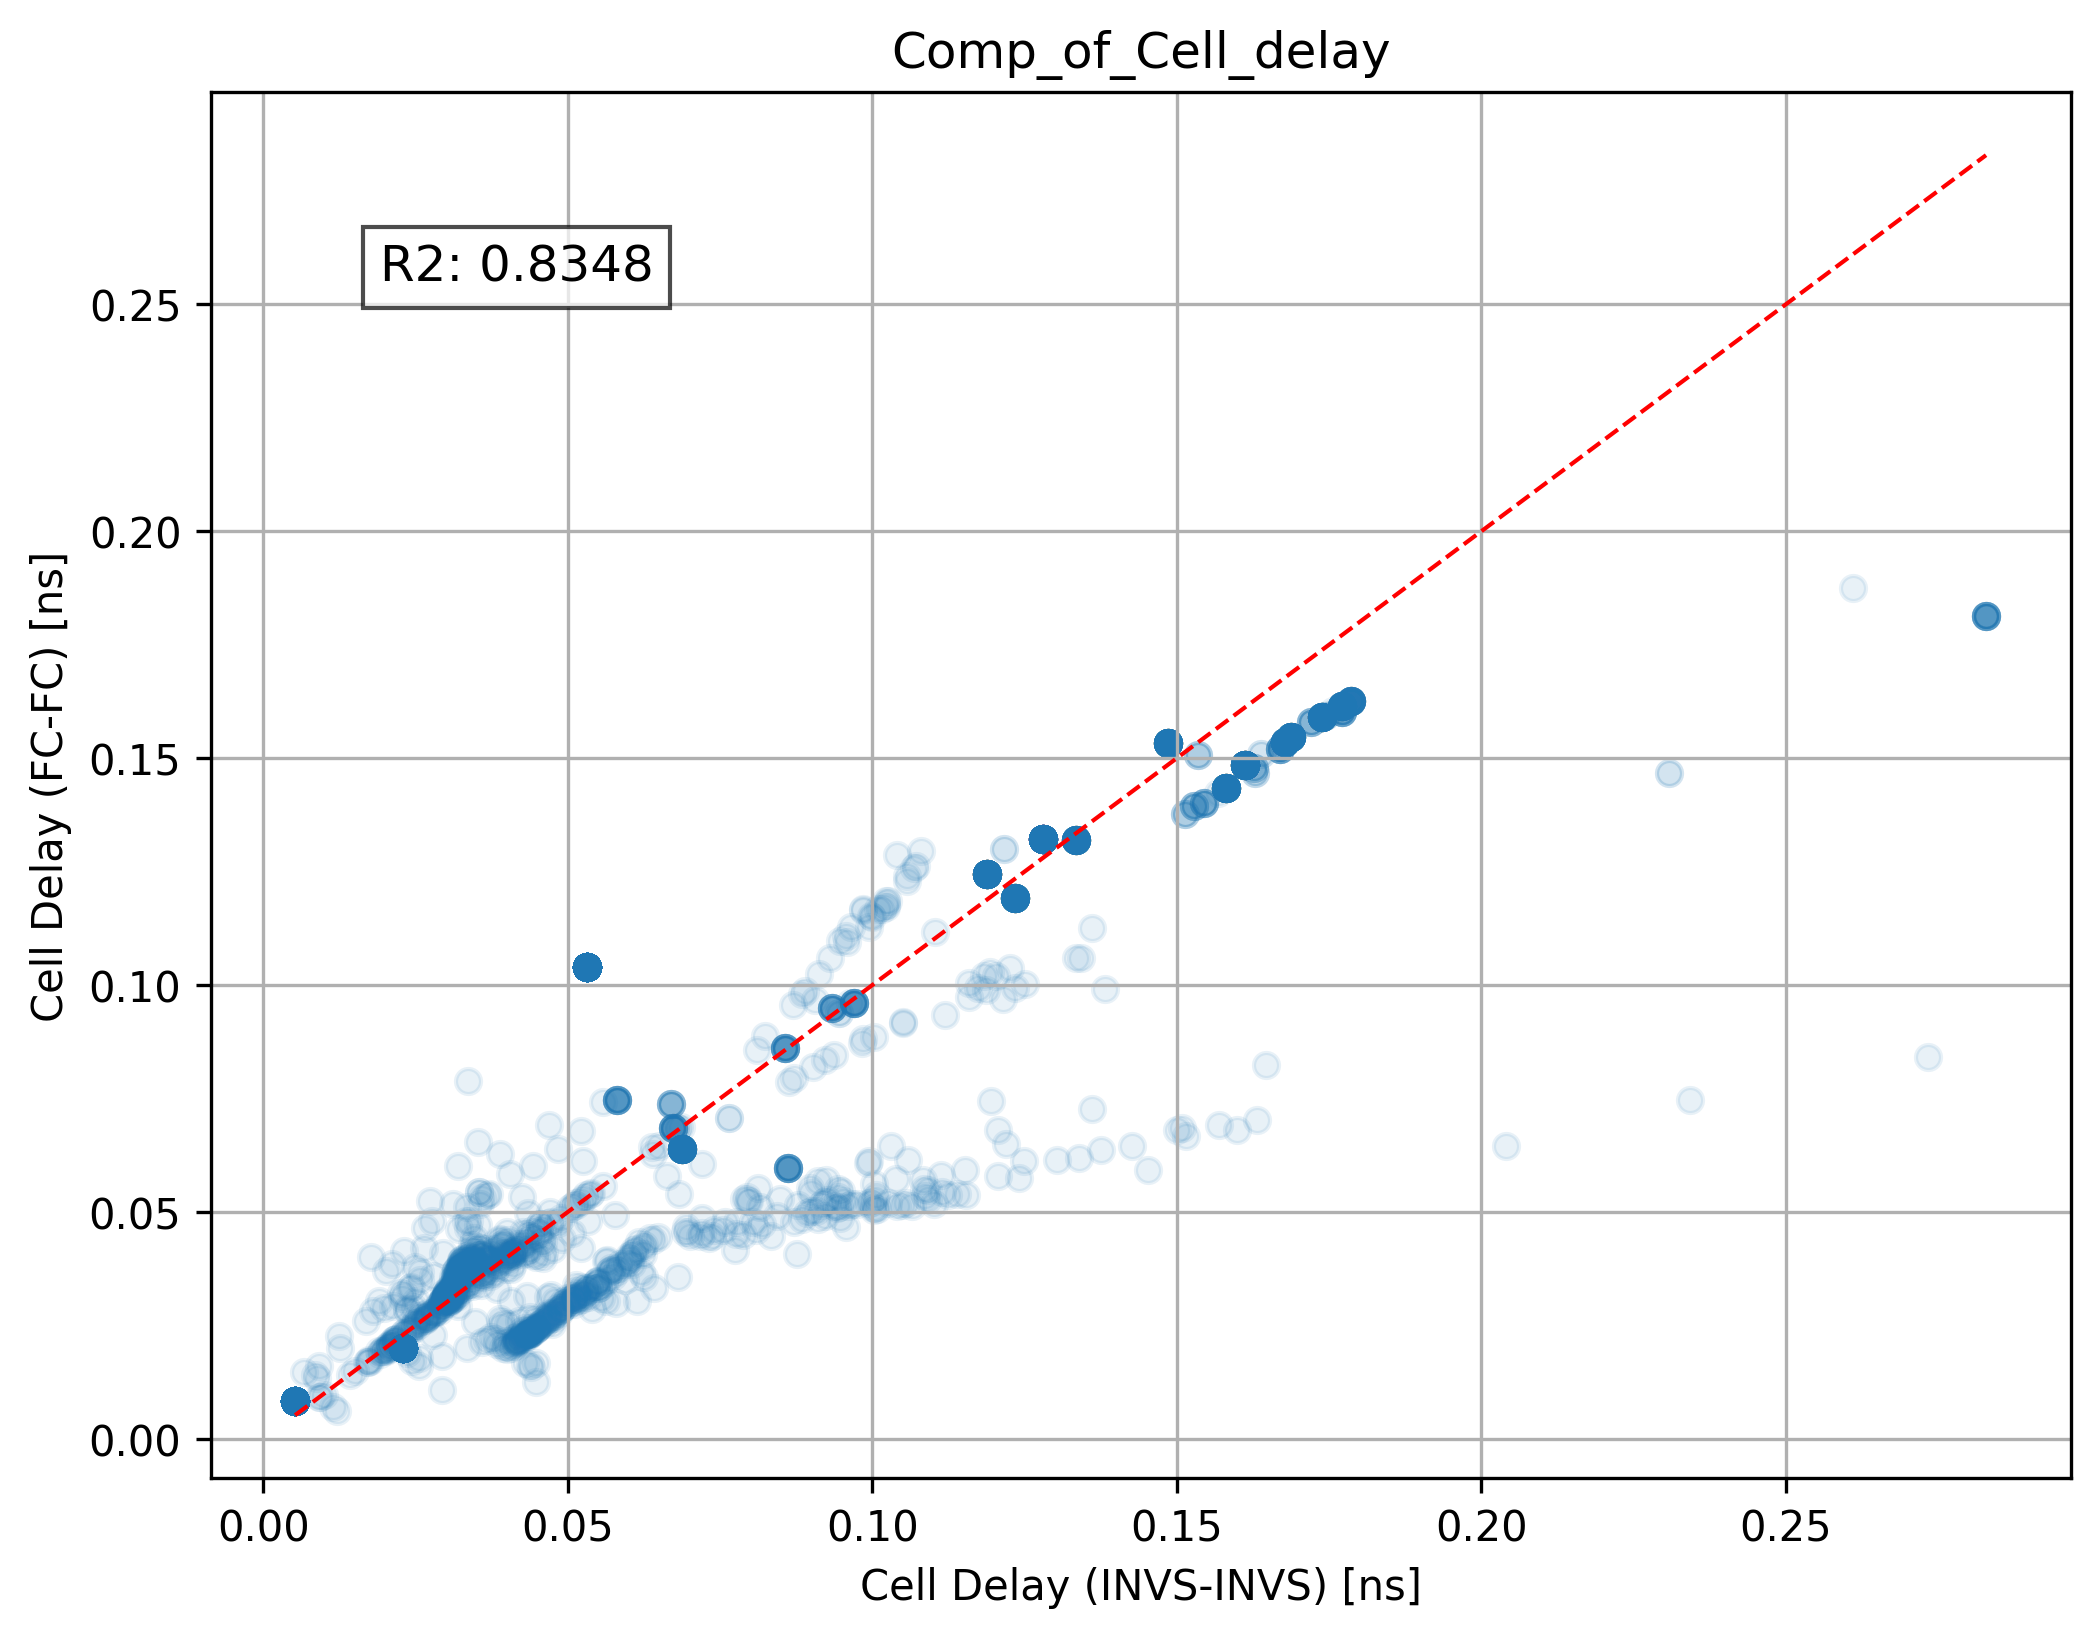 Comp_of_Cell_delay
R2: 0.8348
Cell Delay (FC-FC) [ns]
0.25
0.20
0.15
0.10
0.05
0.00
0.00 0.05 0.10 0.15 0.20 0.25
Cell Delay (INVS-INVS) [ns]